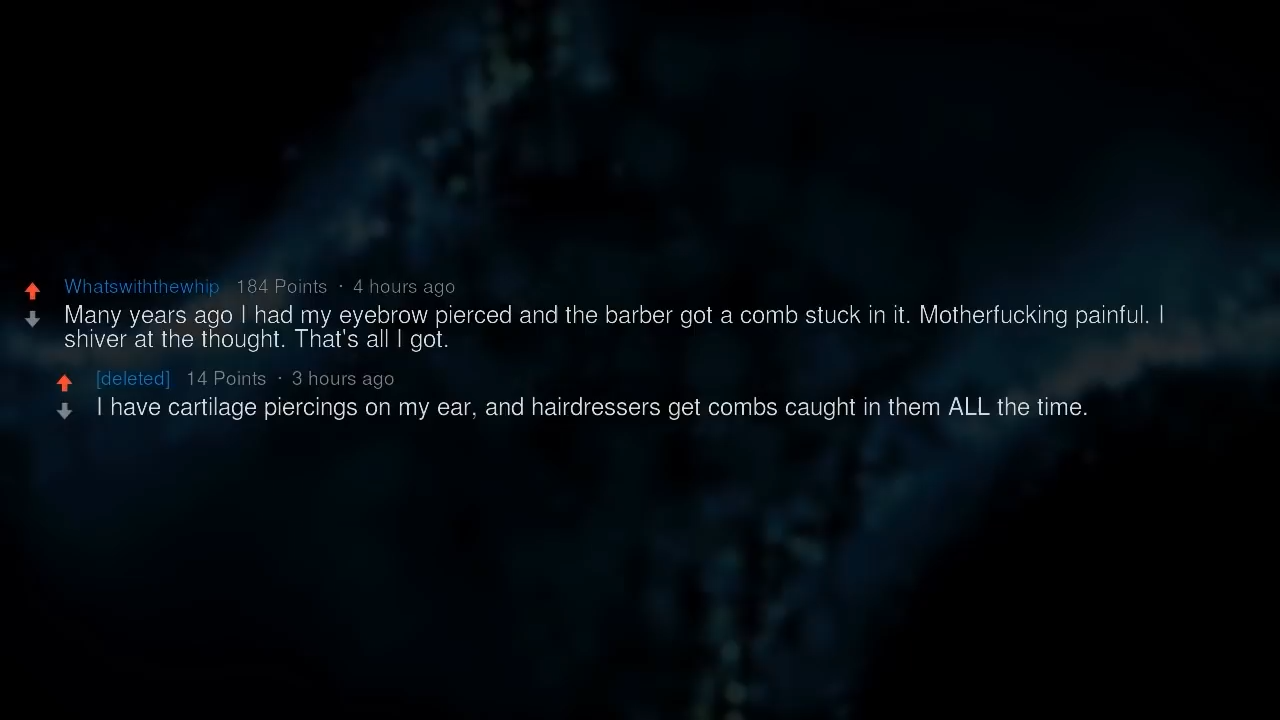 Whatswiththewhip 184 Points · 4 hours ago
Many years ago I had my eyebrow pierced and the barber got a comb stuck in it. Motherfucking painful. I
shiver at the thought. That's all I got.
[deleted] 14 Points · 3 hours ago
I have cartilage piercings on my ear, and hairdressers get combs caught in them ALL the time.